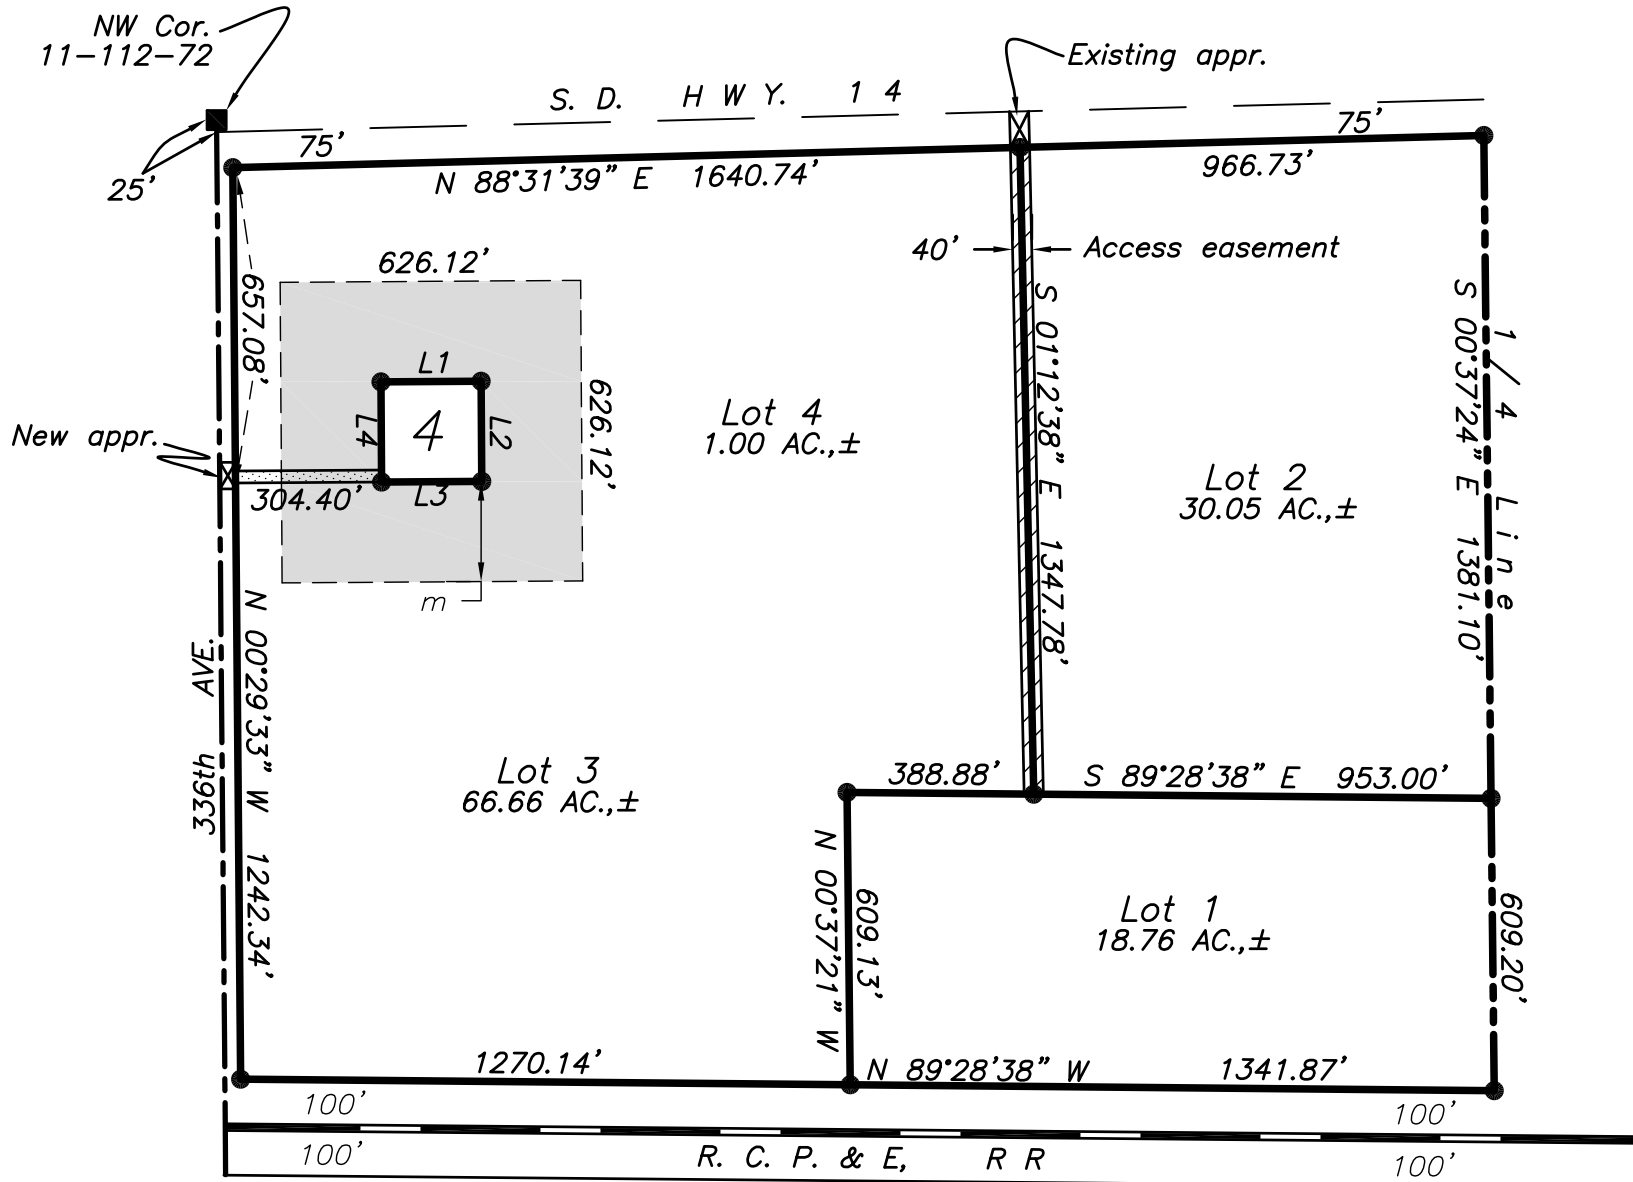 NW Cor.
11-112-72
Existing appr.
S. D. HWY. 14
75'
75'
25'
N 88°31'39" E 1640.74'
966.73'
40'
Access easement
626.12'
657.08'
626.12'
L1
L4
4
L2
L3
304.40'
New appr.
m
Lot 4
1.00 AC.,±
S 01°12'38" E 1347.78'
Lot 2
30.05 AC.,±
S 00°37'24" E 1381.10'
1/4 Line
336th AVE.
N 00°29'33" W 1242.34'
Lot 3
66.66 AC.,±
388.88'
S 89°28'38" E 953.00'
N 00°37'21" W
609.13'
Lot 1
18.76 AC.,±
609.20'
1270.14'
N 89°28'38" W 1341.87'
100'
100'
100'
R. C. P. & E, RR
100'